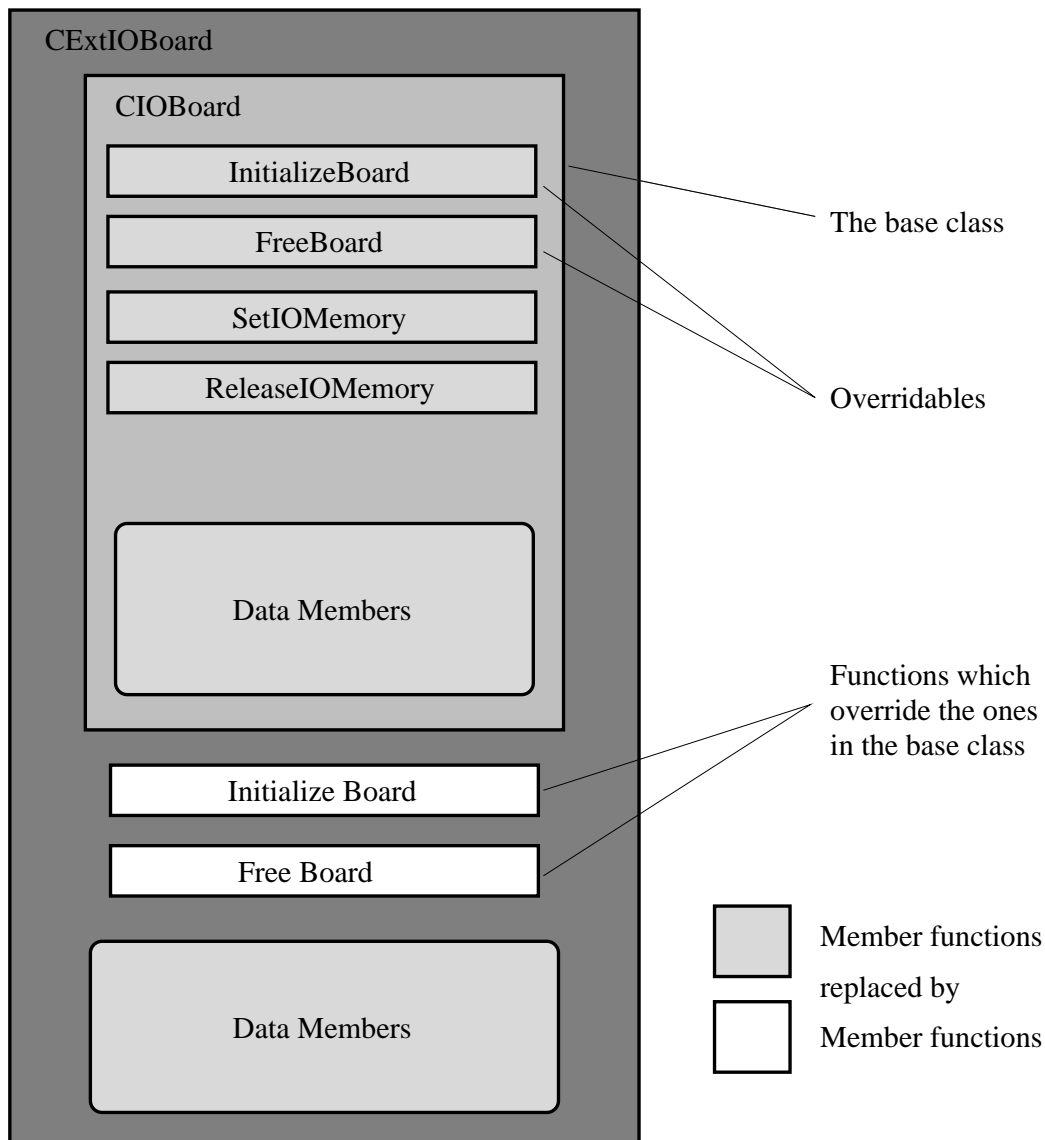 CExtIOBoard
CIOBoard
InitializeBoard
FreeBoard
SetIOMemory
ReleaseIOMemory
Data Members
The base class
Overridables
Functions which
override the ones
in the base class
Initialize Board
Free Board
Data Members
Member functions
replaced by
Member functions